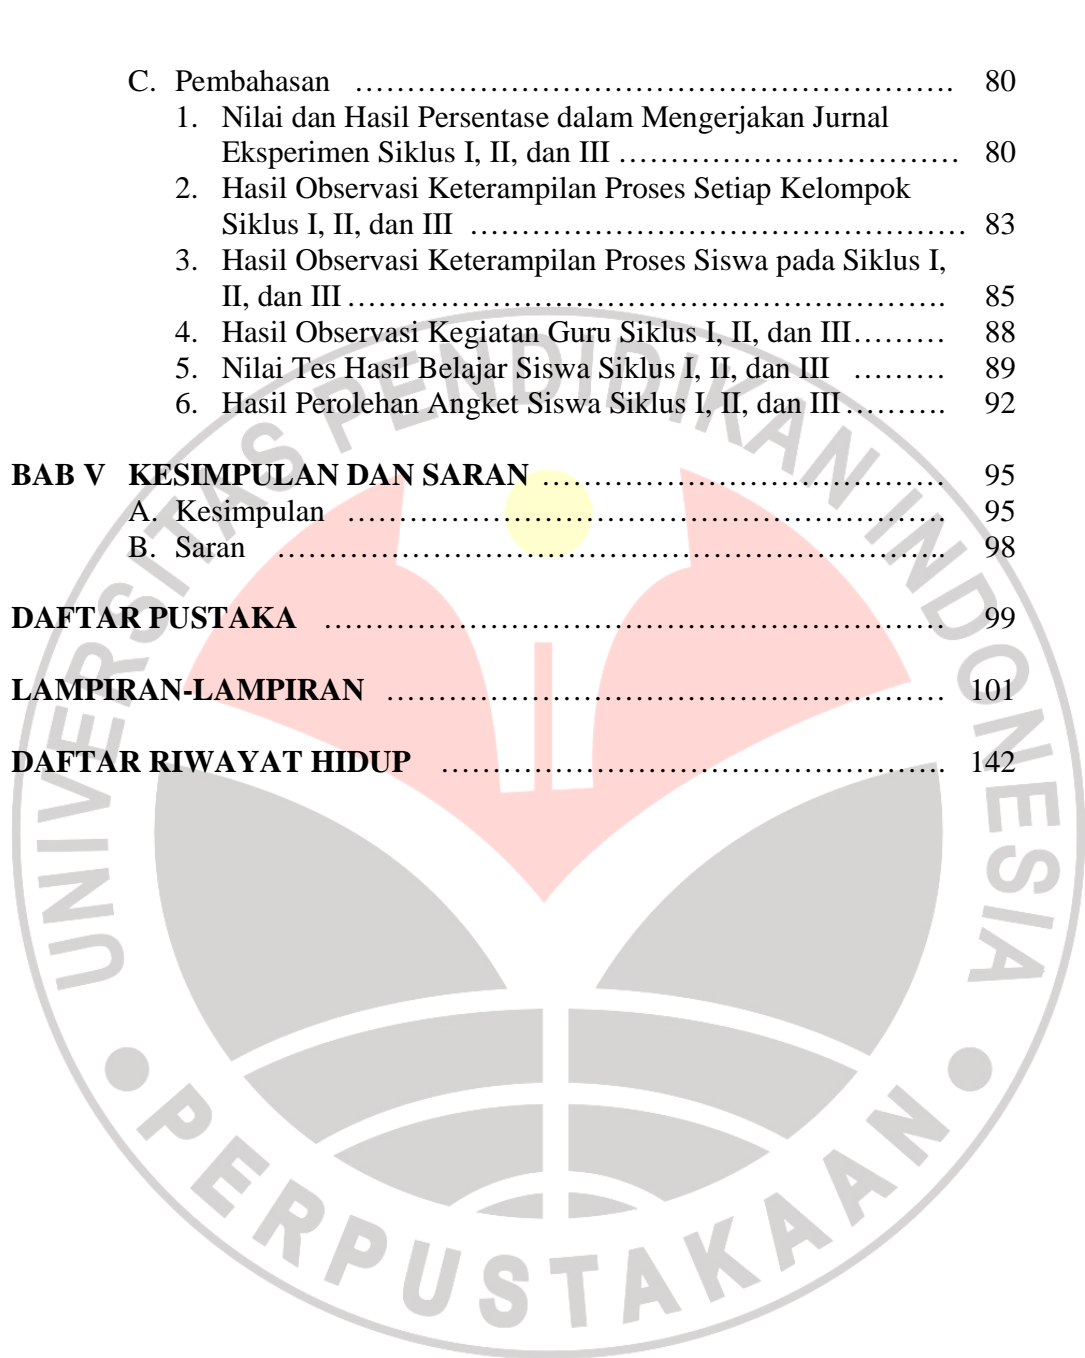 C. Pembahasan ………………………………………………………. 80
1. Nilai dan Hasil Persentase dalam Mengerjakan Jurnal
Eksperimen Siklus I, II, dan III …………………………… 80
2. Hasil Observasi Keterampilan Proses Setiap Kelompok
Siklus I, II, dan III ………………………………………… 83
3. Hasil Observasi Keterampilan Proses Siswa pada Siklus I,
II, dan III …………………………………………………. 85
4. Hasil Observasi Kegiatan Guru Siklus I, II, dan III……… 88
5. Nilai Tes Hasil Belajar Siswa Siklus I, II, dan III ……… 89
6. Hasil Perolehan Angket Siswa Siklus I, II, dan III ………. 92
BAB V KESIMPULAN DAN SARAN ………………………………… 95
A. Kesimpulan …………………………………………………. 95
B. Saran ……………………………………………………….. 98
DAFTAR PUSTAKA …………………………………………………… 99
LAMPIRAN-LAMPIRAN ……………………………………………… 101
DAFTAR RIWAYAT HIDUP …………………………………………. 142
UNIVERSITAS PENDIDIKAN INDONESIA
PERPUSTAKAAN